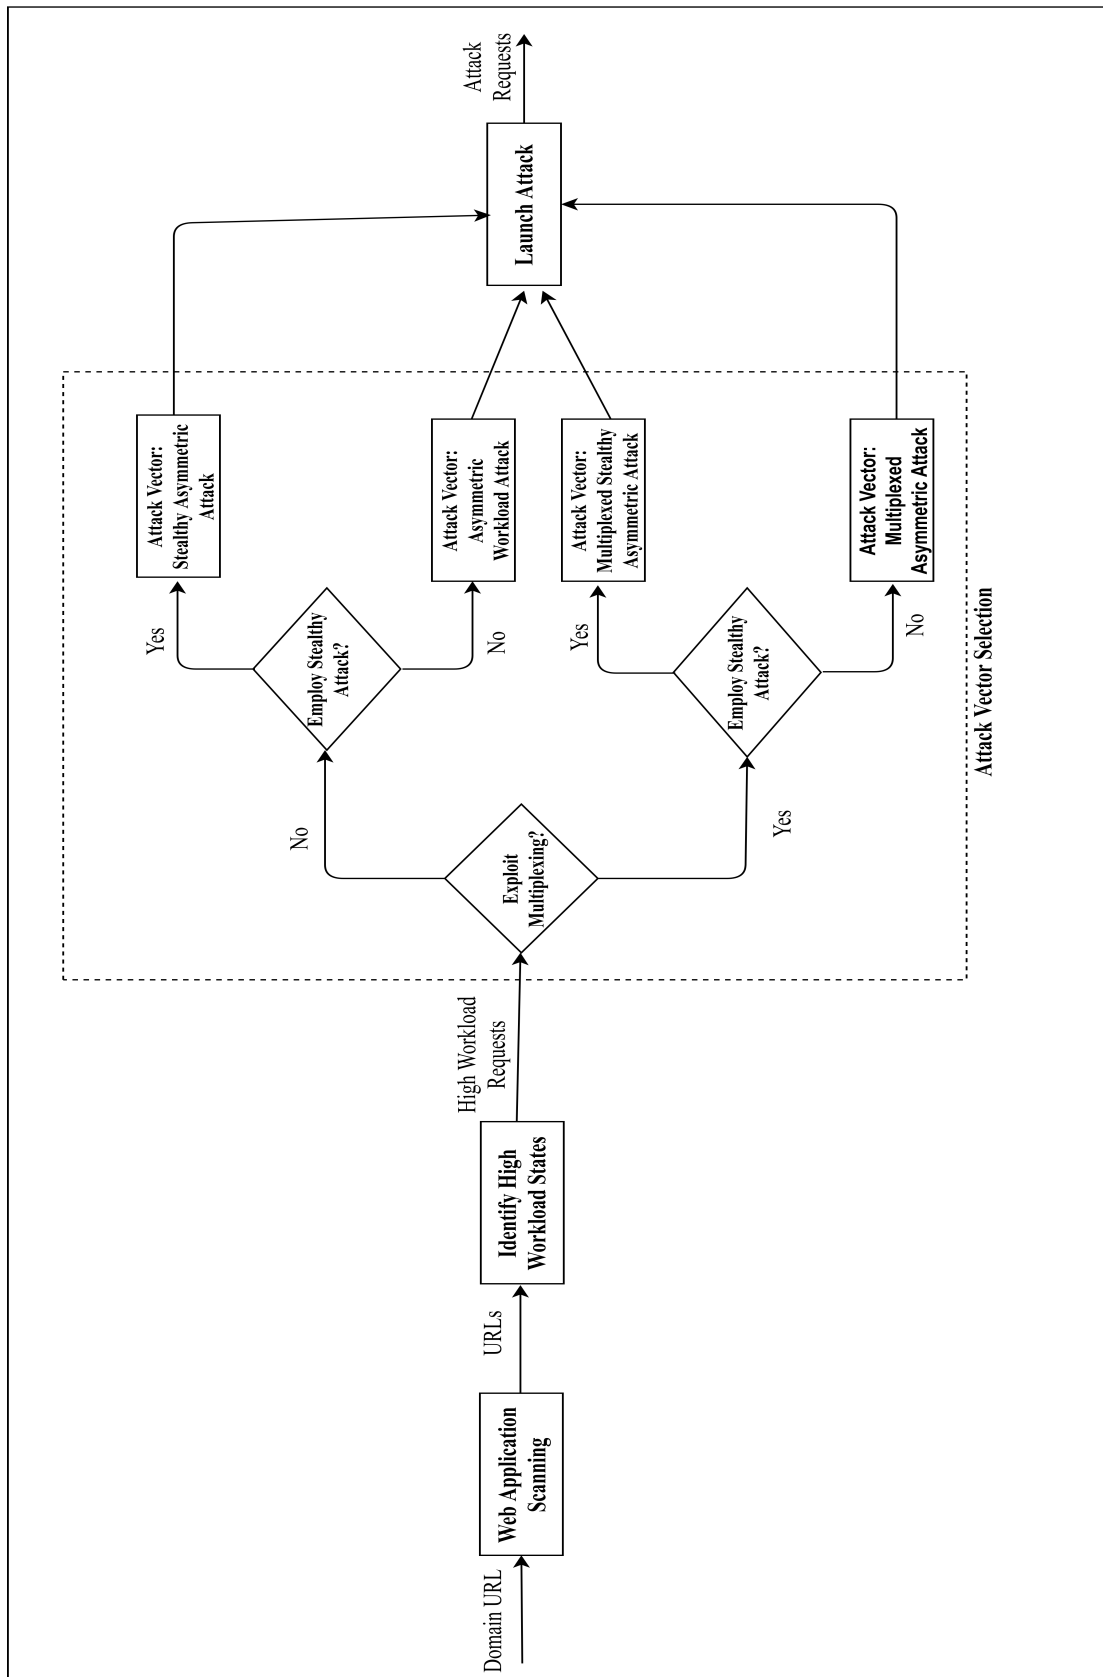 Domain URL
Web Application
Scanning
URLs
Identify High
Workload States
High Workload
Requests
Exploit
Multiplexing?
No
Yes
Employ Stealthy
Attack?
Yes
No
Employ Stealthy
Attack?
Yes
No
Attack Vector:
Stealthy Asymmetric
Attack
Attack Vector:
Asymmetric
Workload Attack
Attack Vector:
Multiplexed Stealthy
Asymmetric Attack
Attack Vector:
Multiplexed
Asymmetric Attack
Attack Vector Selection
Launch Attack
Attack
Requests